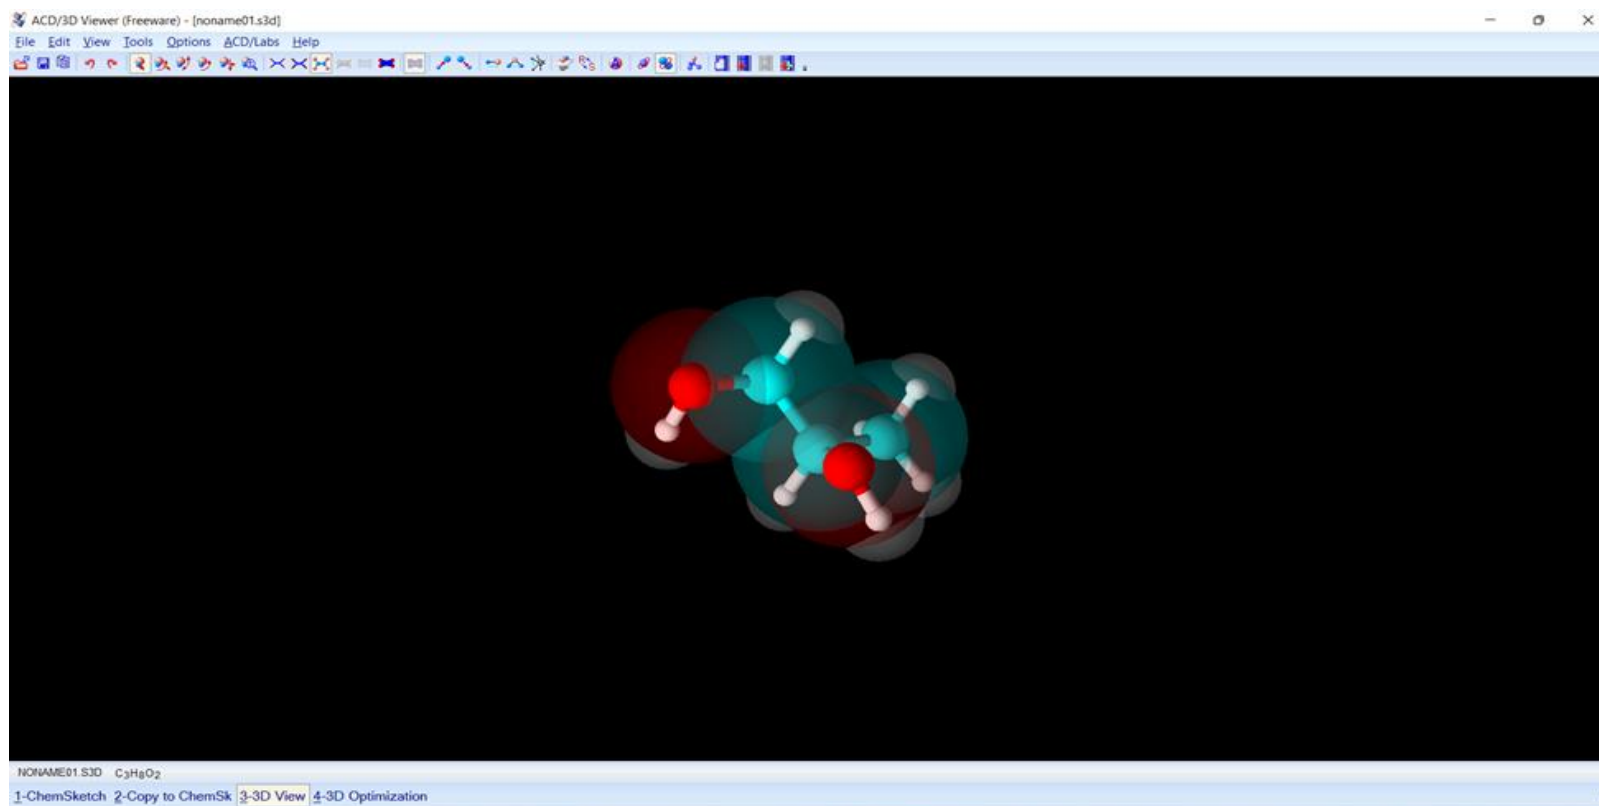 ACD/3D Viewer (Freeware) - [noname01.s3d]
File Edit View Tools Options ACD/Labs Help
NONAME01.S3D C3H8O2
1-ChemSketch 2-Copy to ChemSk 3-3D View 4-3D Optimization